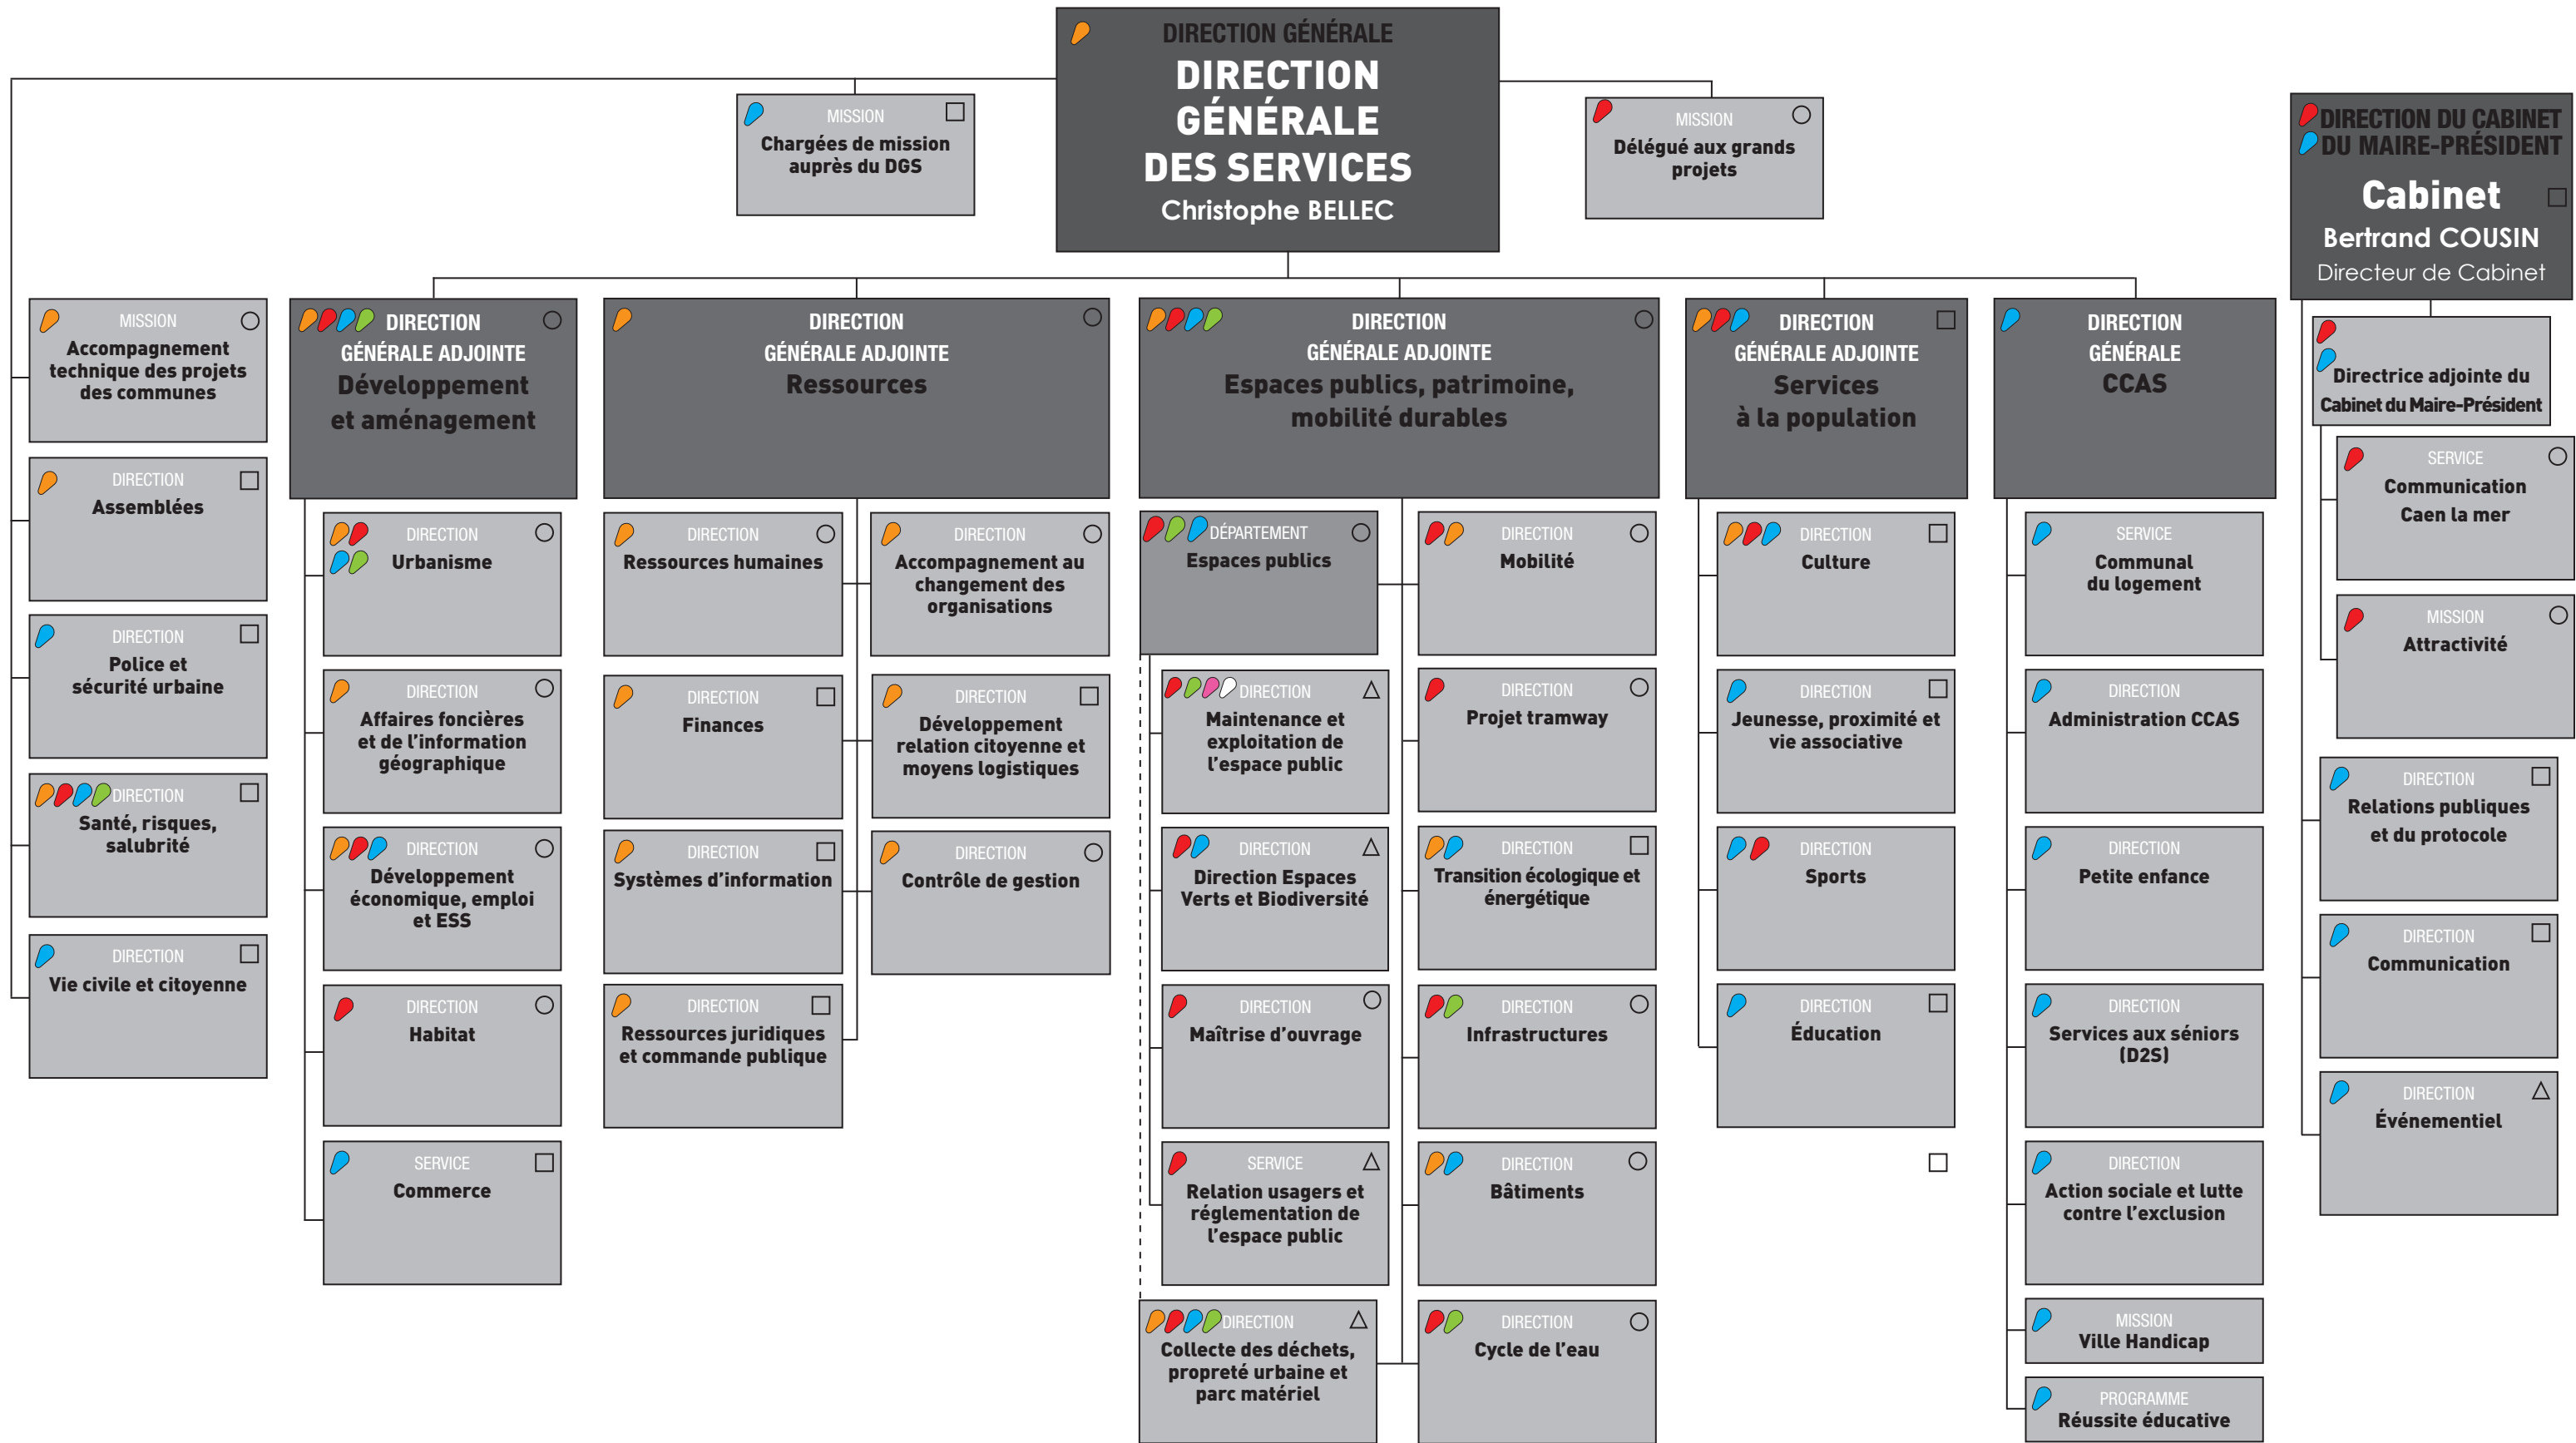 DIRECTION GÉNÉRALE
DIRECTION
GÉNÉRALE
DES SERVICES
Christophe BELLEC
MISSION
Chargées de mission
auprès du DGS
MISSION
Délégué aux grands
projets
DIRECTION DU CABINET
DU MAIRE-PRÉSIDENT
Cabinet
Bertrand COUSIN
Directeur de Cabinet
MISSION
Accompagnement
technique des projets
des communes
DIRECTION
Assemblées
DIRECTION
Police et
sécurité urbaine
DIRECTION
Santé, risques,
salubrité
DIRECTION
Vie civile et citoyenne
DIRECTION
GÉNÉRALE ADJOINTE
Développement
et aménagement
DIRECTION
Urbanisme
DIRECTION
Affaires foncières
et de l'information
géographique
DIRECTION
Développement
économique, emploi
et ESS
DIRECTION
Habitat
SERVICE
Commerce
DIRECTION
GÉNÉRALE ADJOINTE
Ressources
DIRECTION
Ressources humaines
DIRECTION
Accompagnement au
changement des
organisations
DIRECTION
Finances
DIRECTION
Développement
relation citoyenne et
moyens logistiques
DIRECTION
Systèmes d'information
DIRECTION
Contrôle de gestion
DIRECTION
Ressources juridiques
et commande publique
DIRECTION
GÉNÉRALE ADJOINTE
Espaces publics, patrimoine,
mobilité durables
DÉPARTEMENT
Espaces publics
DIRECTION
Maintenance et
exploitation de
l'espace public
DIRECTION
Direction Espaces
Verts et Biodiversité
DIRECTION
Maîtrise d'ouvrage
SERVICE
Relation usagers et
réglementation de
l'espace public
DIRECTION
Collecte des déchets,
propreté urbaine et
parc matériel
DIRECTION
Mobilité
DIRECTION
Projet tramway
DIRECTION
Transition écologique et
énergétique
DIRECTION
Infrastructures
DIRECTION
Bâtiments
DIRECTION
Cycle de l'eau
DIRECTION
GÉNÉRALE ADJOINTE
Services
à la population
DIRECTION
Culture
DIRECTION
Jeunesse, proximité et
vie associative
DIRECTION
Sports
DIRECTION
Éducation
DIRECTION
GÉNÉRALE
CCAS
SERVICE
Communal
du logement
DIRECTION
Administration CCAS
DIRECTION
Petite enfance
DIRECTION
Services aux séniors
(D2S)
DIRECTION
Action sociale et lutte
contre l'exclusion
MISSION
Ville Handicap
PROGRAMME
Réussite éducative
Directrice adjointe du
Cabinet du Maire-Président
SERVICE
Communication
Caen la mer
MISSION
Attractivité
DIRECTION
Relations publiques
et du protocole
DIRECTION
Communication
DIRECTION
Événementiel